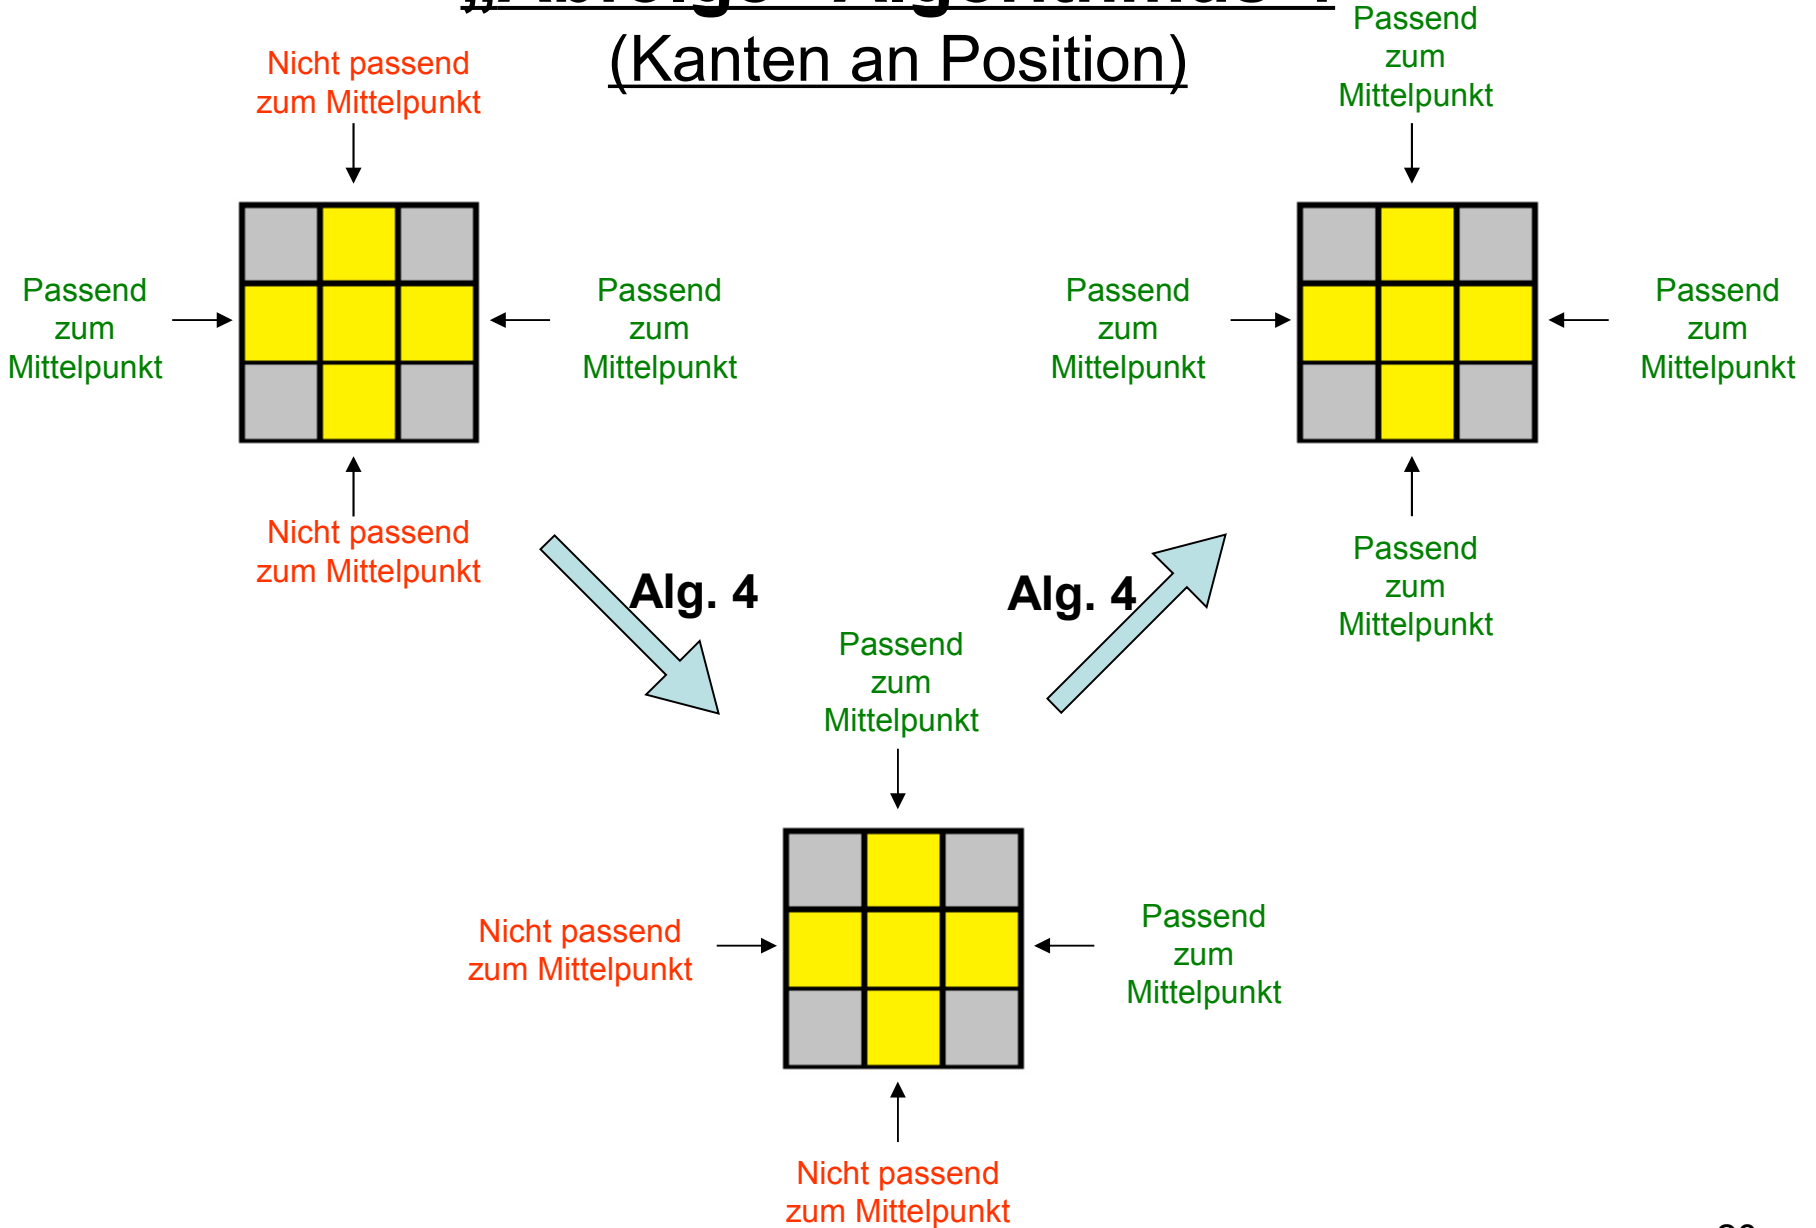 (Kanten an Position)
Nicht passend
zum Mittelpunkt
Passend
zum
Mittelpunkt
Passend
zum
Mittelpunkt
Nicht passend
zum Mittelpunkt
Passend
zum
Mittelpunkt
Passend
zum
Mittelpunkt
Passend
zum
Mittelpunkt
Passend
zum
Mittelpunkt
Alg. 4
Alg. 4
Passend
zum
Mittelpunkt
Nicht passend
zum Mittelpunkt
Passend
zum
Mittelpunkt
Nicht passend
zum Mittelpunkt